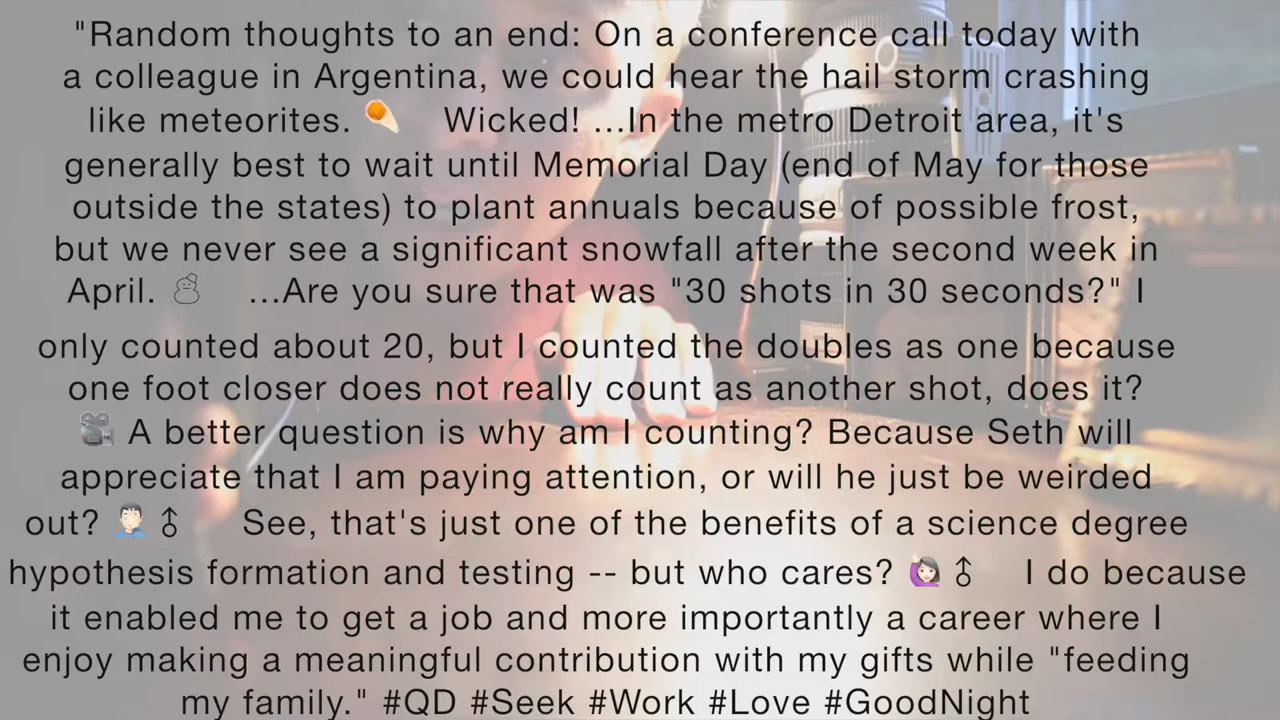 "Random thoughts to an end: On a conference call today with
a colleague in Argentina, we could hear the hail storm crashing
like meteorites. ☄️ Wicked! ...In the metro Detroit area, it's
generally best to wait until Memorial Day (end of May for those
outside the states) to plant annuals because of possible frost,
but we never see a significant snowfall after the second week in
April. ☃ ...Are you sure that was "30 shots in 30 seconds?" I
only counted about 20, but I counted the doubles as one because
one foot closer does not really count as another shot, does it?
🎥 A better question is why am I counting? Because Seth will
appreciate that I am paying attention, or will he just be weirded
out? 🤦🏻 ♂ See, that's just one of the benefits of a science degree
hypothesis formation and testing -- but who cares? 🙋🏻 ♂ I do because
it enabled me to get a job and more importantly a career where I
enjoy making a meaningful contribution with my gifts while "feeding
my family." #QD #Seek #Work #Love #GoodNight